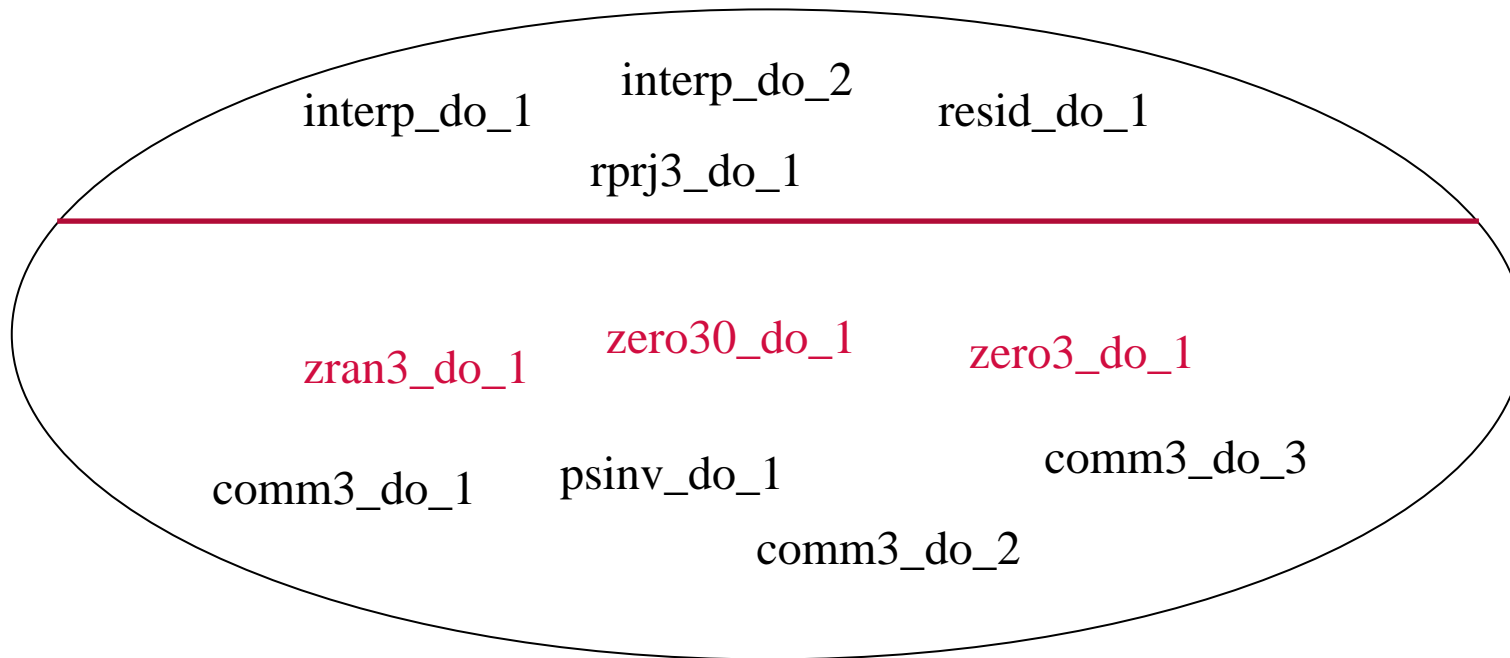 interp_do_1
interp_do_2
resid_do_1
rprj3_do_1
zran3_do_1
zero30_do_1
zero3_do_1
comm3_do_1
psinv_do_1
comm3_do_3
comm3_do_2